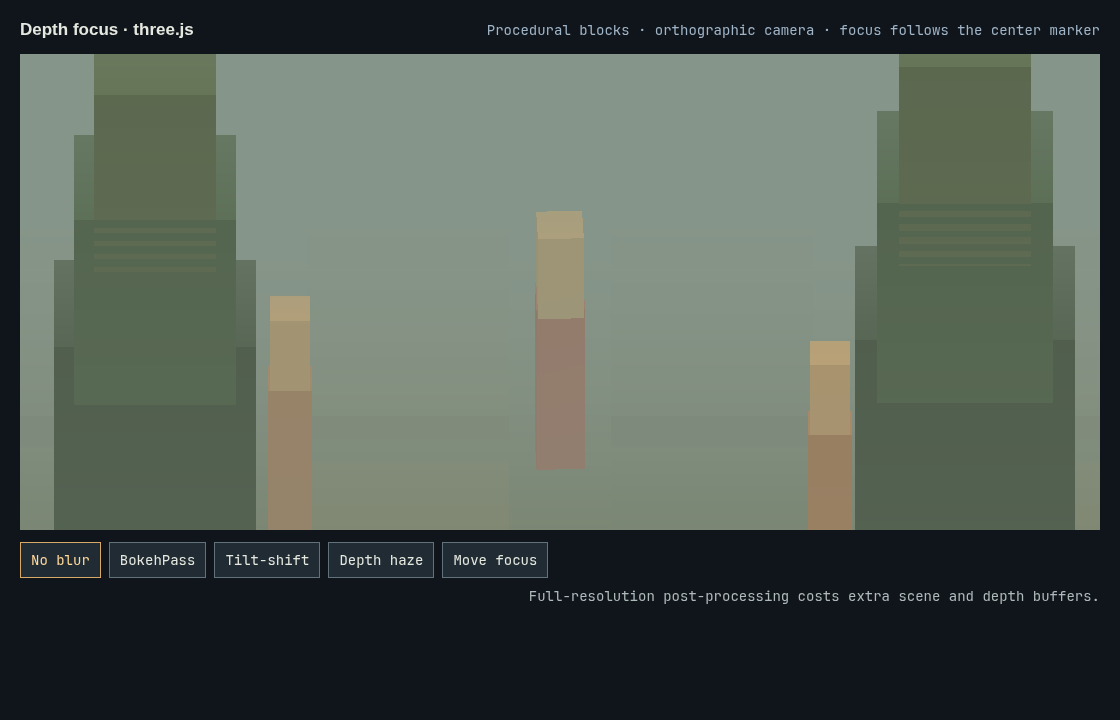 Depth focus · three.js
Procedural blocks · orthographic camera · focus follows the center marker
No blur
BokehPass
Tilt-shift
Depth haze
Move focus
Full-resolution post-processing costs extra scene and depth buffers.